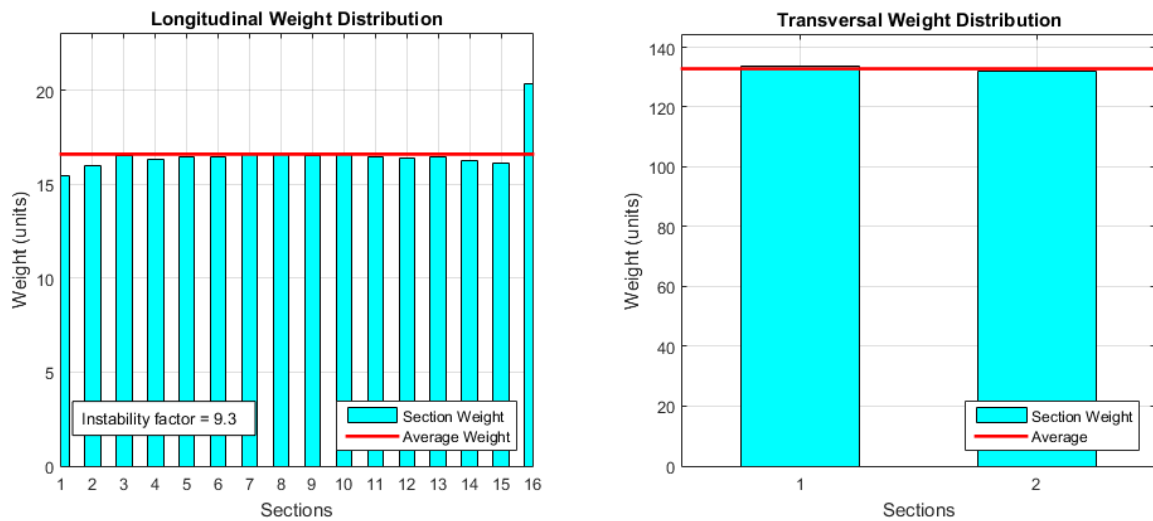 Longitudinal Weight Distribution
Weight (units)
20
15
10
5
0
Instability factor = 9.3
Section Weight
Average Weight
1 2 3 4 5 6 7 8 9 10 11 12 13 14 15 16
Sections
Transversal Weight Distribution
Weight (units)
140
120
100
80
60
40
20
0
Section Weight
Average
1 2
Sections